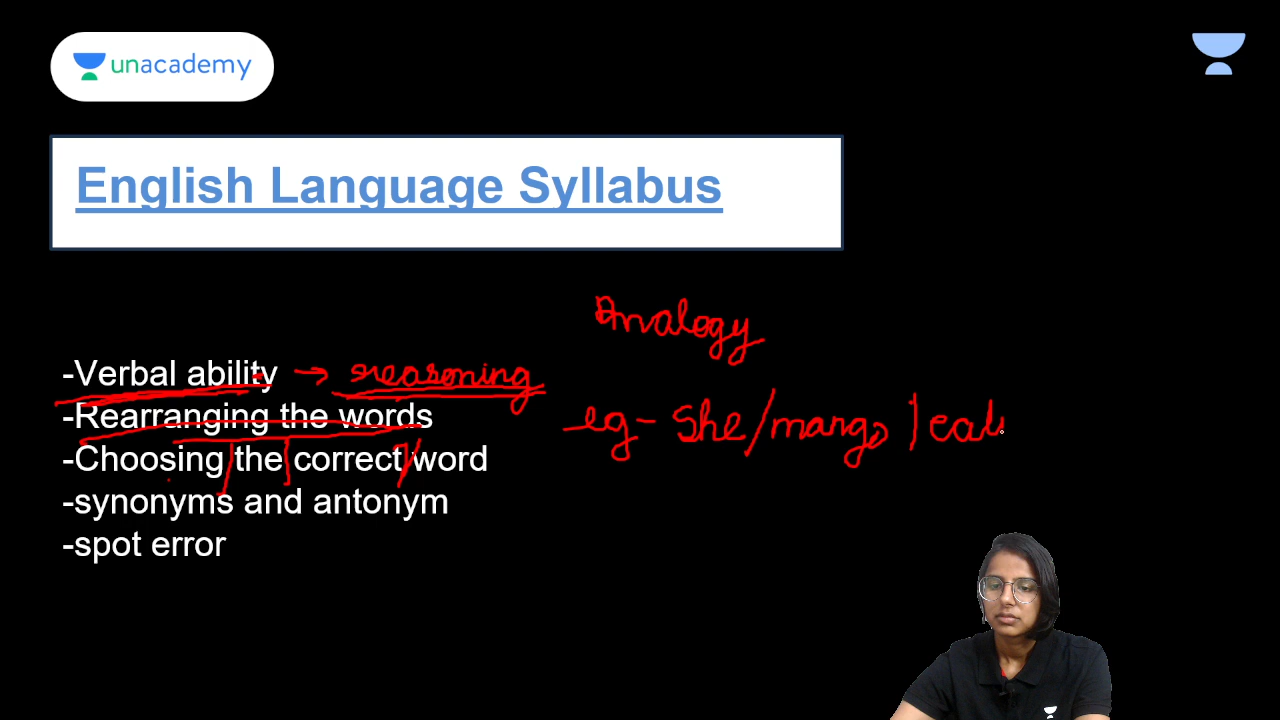 unacademy
English Language Syllabus
Analogy
-Verbal ability → reasoning
-Rearranging the words
eg- She/mango/eat
-Choosing the correct word
-synonyms and antonym
-spot error